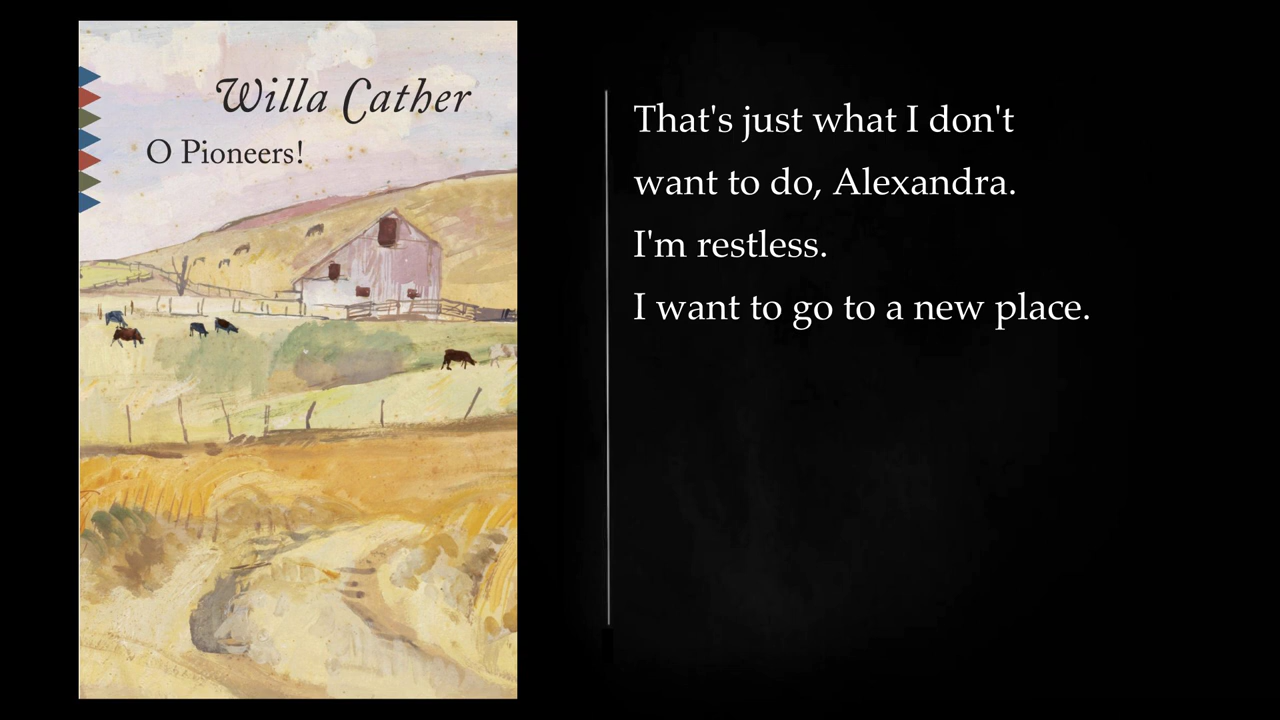 Willa Cather
O Pioneers!
That's just what I don't
want to do, Alexandra.
I'm restless.
I want to go to a new place.